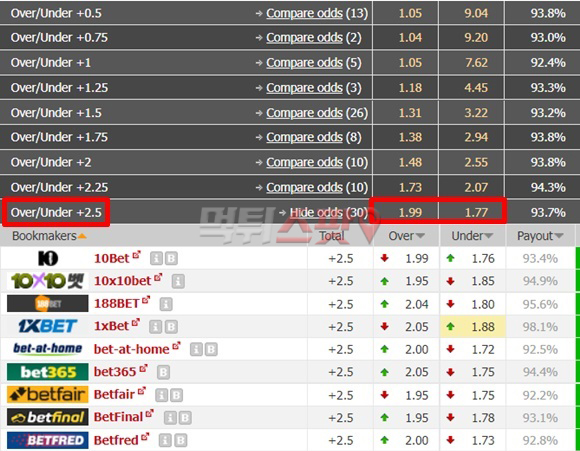 Over/Under +0.5 → Compare odds (13) 1.05 9.04 93.8%
Over/Under +0.75 → Compare odds (2) 1.04 9.20 93.0%
Over/Under +1 → Compare odds (5) 1.05 7.62 92.4%
Over/Under +1.25 → Compare odds (3) 1.18 4.45 93.3%
Over/Under +1.5 → Compare odds (26) 1.31 3.22 93.2%
Over/Under +1.75 → Compare odds (8) 1.38 2.94 93.8%
Over/Under +2 → Compare odds (10) 1.48 2.55 93.8%
Over/Under +2.25 → Compare odds (10) 1.73 2.07 94.3%
Over/Under +2.5 → Hide odds (30) 1.99 1.77 93.7%
먹튀스팟
Bookmakers Total Over Under Payout
10 10Bet i B +2.5 1.99 1.76 93.4%
10X10벳 10x10bet i B +2.5 1.95 1.85 94.9%
188BET 188BET i +2.5 2.04 1.80 95.6%
1XBET 1xBet i B +2.5 2.05 1.88 98.1%
bet-at-home bet-at-home i B +2.5 2.00 1.72 92.5%
bet365 bet365 i B +2.5 2.05 1.75 94.4%
betfair Betfair i B +2.5 1.95 1.75 92.2%
betfinal BetFinal i B +2.5 1.95 1.78 93.1%
BETFRED Betfred i B +2.5 2.00 1.73 92.8%